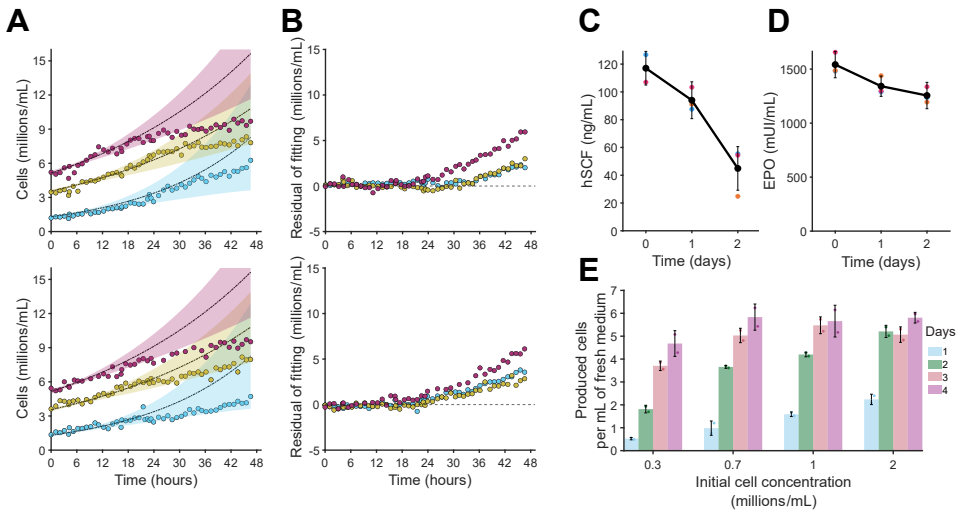 A
B
C
D
Cells (millions/mL)
15
12
9
6
3
0
0 6 12 18 24 30 36 42 48
Residual of fitting (millions/mL)
15
10
5
0
-5
0 6 12 18 24 30 36 42 48
hSCF (ng/mL)
120
100
80
60
40
20
0
0 1 2
Time (days)
EPO (mUI/mL)
1500
1000
500
0
0 1 2
Time (days)
Cells (millions/mL)
15
12
9
6
3
0
0 6 12 18 24 30 36 42 48
Time (hours)
Residual of fitting (millions/mL)
15
10
5
0
-5
0 6 12 18 24 30 36 42 48
Time (hours)
E
Produced cells
per mL of fresh medium
7
6
5
4
3
2
1
0
0.3 0.7 1 2
Initial cell concentration
(millions/mL)
Days
1
2
3
4